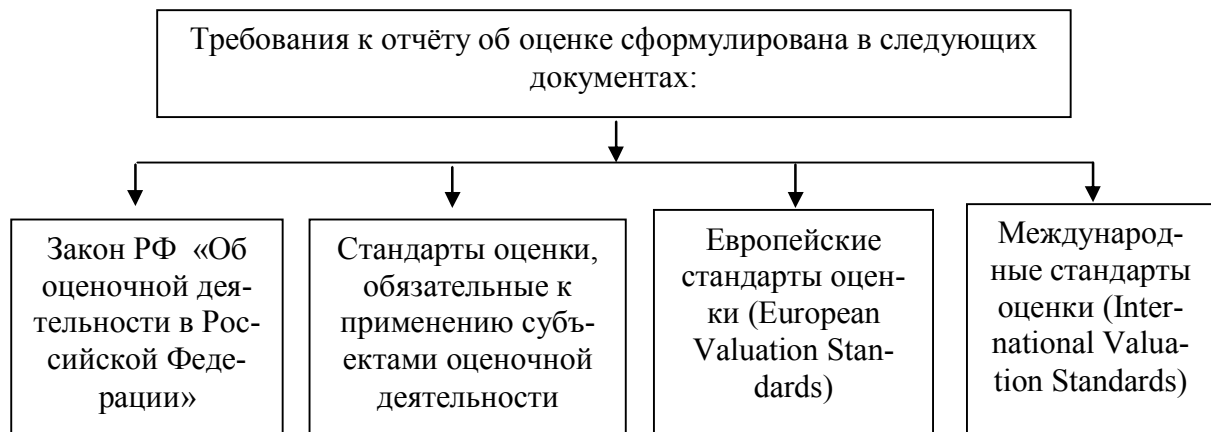 Требования к отчёту об оценке сформулирована в следующих
документах:
Закон РФ «Об
оценочной дея-
тельности в Рос-
сийской Феде-
рации»
Стандарты оценки,
обязательные к
применению субъ-
ектами оценочной
деятельности
Европейские
стандарты оцен-
ки (European
Valuation Stan-
dards)
Международ-
ные стандарты
оценки (Inter-
national Valua-
tion Standards)